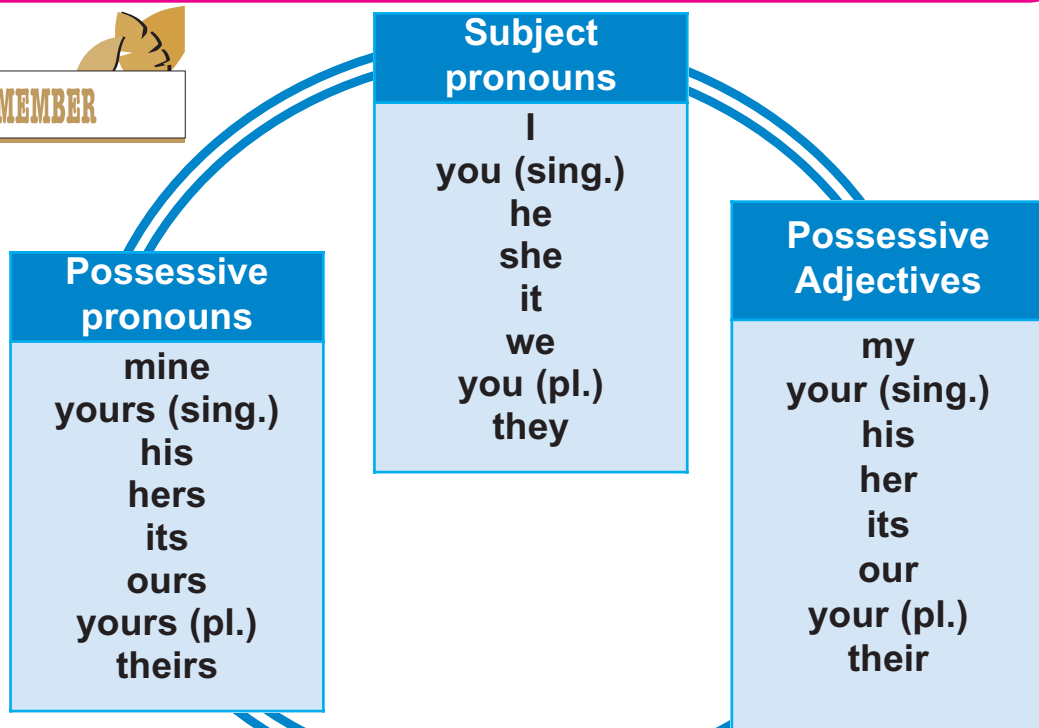 MEMBER
Subject
pronouns
I
you (sing.)
he
she
it
we
you (pl.)
they
Possessive
pronouns
mine
yours (sing.)
his
hers
its
ours
yours (pl.)
theirs
Possessive
Adjectives
my
your (sing.)
his
her
its
our
your (pl.)
their